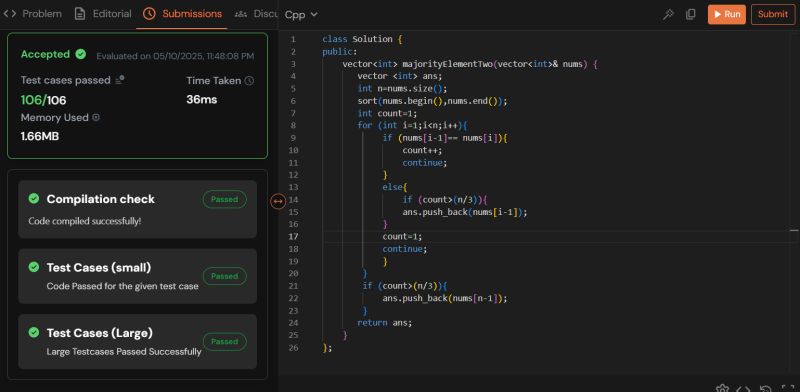 Problem Editorial Submissions Discu
Cpp
Run Submit
Accepted Evaluated on 05/10/2025, 11:48:08 PM
Test cases passed Time Taken
106/106 36ms
Memory Used
1.66MB
Compilation check Passed
Code compiled successfully!
Test Cases (small) Passed
Code Passed for the given test case
Test Cases (Large) Passed
Large Testcases Passed Successfully
1 class Solution {
2 public:
3 vector<int> majorityElementTwo(vector<int>& nums) {
4 vector <int> ans;
5 int n=nums.size();
6 sort(nums.begin(),nums.end());
7 int count=1;
8 for (int i=1;i<n;i++){
9 if (nums[i-1]== nums[i]){
10 count++;
11 continue;
12 }
13 else{
14 if (count>(n/3)){
15 ans.push_back(nums[i-1]);
16 }
17 count=1;
18 continue;
19 }
20 }
21 if (count>(n/3)){
22 ans.push_back(nums[n-1]);
23 }
24 return ans;
25 }
26 };